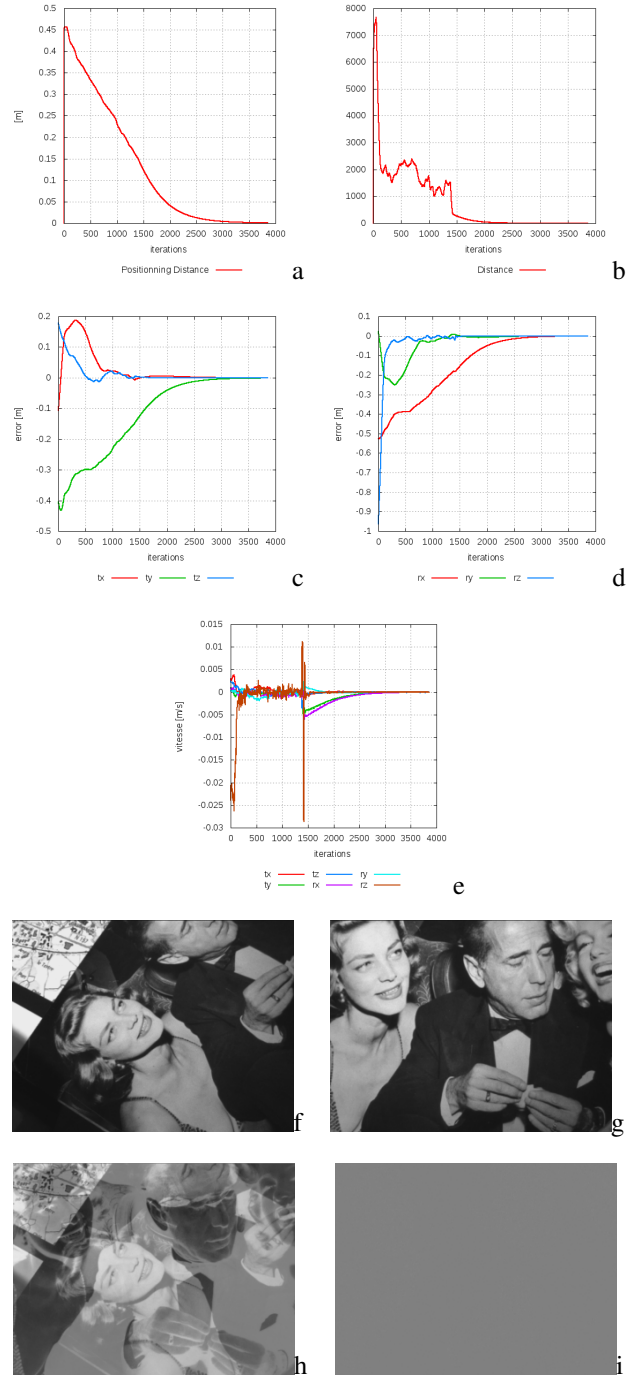 0.5
0.45
0.4
0.35
0.3
0.25
0.2
0.15
0.1
0.05
0
[m]
0 500 1000 1500 2000 2500 3000 3500 4000
iterations
Positionning Distance
a
8000
7000
6000
5000
4000
3000
2000
1000
0
0 500 1000 1500 2000 2500 3000 3500 4000
iterations
Distance
b
0.2
0.1
0
-0.1
-0.2
-0.3
-0.4
-0.5
error [m]
0 500 1000 1500 2000 2500 3000 3500 4000
iterations
tx ty tz
c
0.1
0
-0.1
-0.2
-0.3
-0.4
-0.5
-0.6
-0.7
-0.8
-0.9
-1
error [m]
0 500 1000 1500 2000 2500 3000 3500 4000
iterations
rx ry rz
d
0.015
0.01
0.005
0
-0.005
-0.01
-0.015
-0.02
-0.025
-0.03
vitesse [m/s]
0 500 1000 1500 2000 2500 3000 3500 4000
iterations
tx tz ry
ty rx rz
e
f
g
h
i